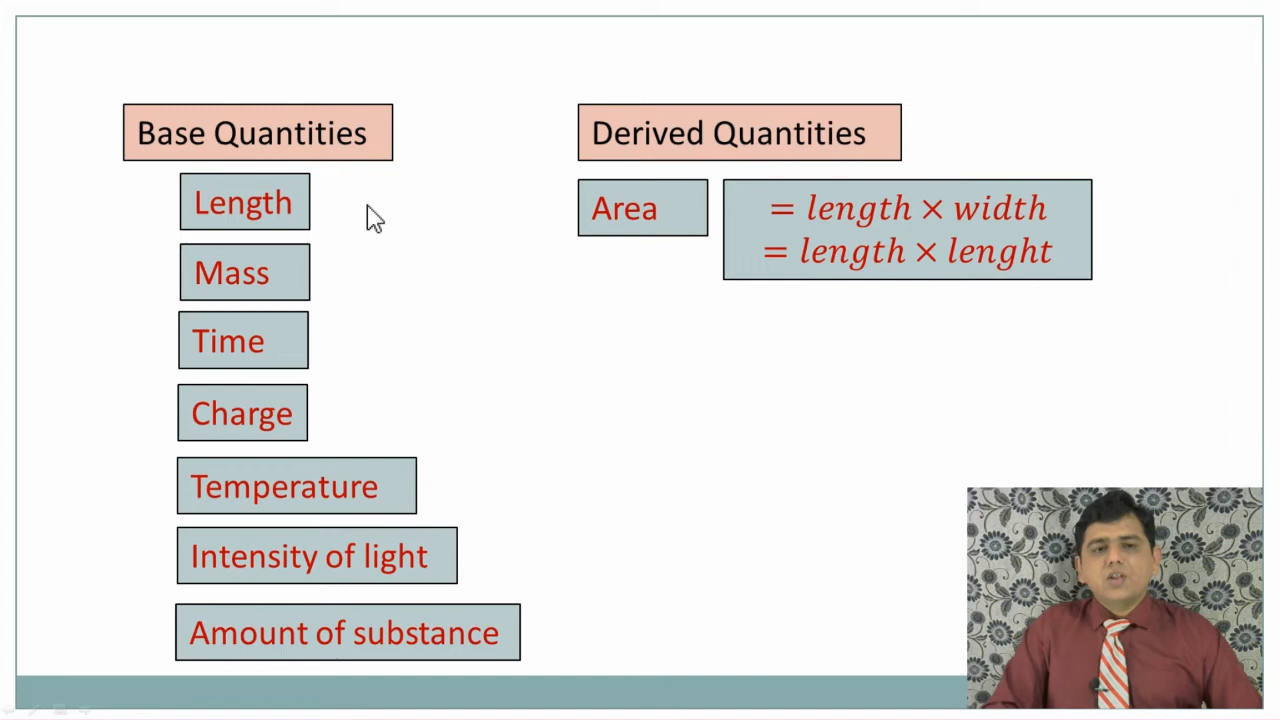 Base Quantities
Length
Mass
Time
Charge
Temperature
Intensity of light
Amount of substance
Derived Quantities
Area
= length × width
= length × lenght